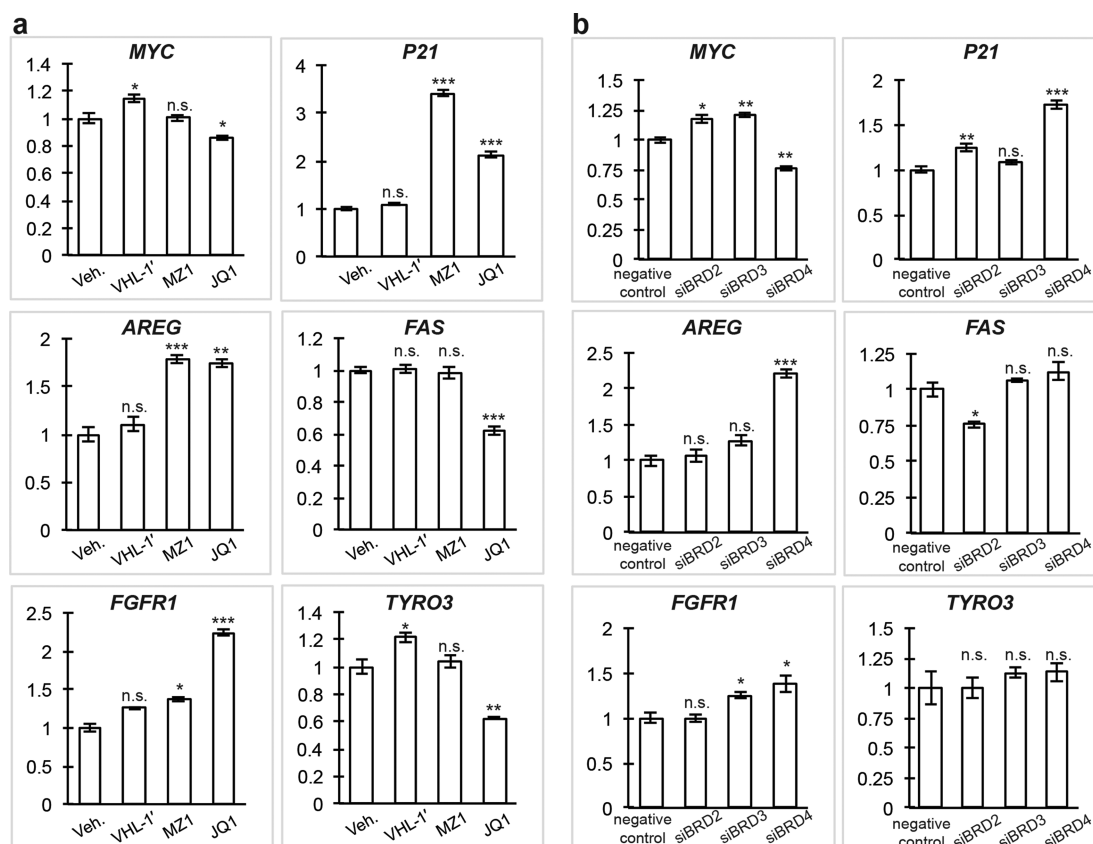 a
MYC
1.4
1.2
1
0.8
0.6
0.4
0.2
0
*
n.s.
*
Veh.
VHL-1′
MZ1
JQ1
P21
4
3
2
1
0
n.s.
***
***
Veh.
VHL-1′
MZ1
JQ1
AREG
2
1.5
1
0.5
0
n.s.
***
**
Veh.
VHL-1′
MZ1
JQ1
FAS
1.2
1
0.8
0.6
0.4
0.2
0
n.s.
n.s.
***
Veh.
VHL-1′
MZ1
JQ1
FGFR1
2.5
2
1.5
1
0.5
0
n.s.
*
***
Veh.
VHL-1′
MZ1
JQ1
TYRO3
1.4
1.2
1
0.8
0.6
0.4
0.2
0
*
n.s.
**
Veh.
VHL-1′
MZ1
JQ1
b
MYC
1.5
1.25
1
0.75
0.5
0.25
0
*
**
**
negative
control
siBRD2
siBRD3
siBRD4
P21
2
1.5
1
0.5
0
**
n.s.
***
negative
control
siBRD2
siBRD3
siBRD4
AREG
2.5
2
1.5
1
0.5
0
n.s.
n.s.
***
negative
control
siBRD2
siBRD3
siBRD4
FAS
1.25
1
0.75
0.5
0.25
0
*
n.s.
n.s.
negative
control
siBRD2
siBRD3
siBRD4
FGFR1
2
1.5
1
0.5
0
n.s.
*
*
negative
control
siBRD2
siBRD3
siBRD4
TYRO3
1.5
1.25
1
0.75
0.5
0.25
0
n.s.
n.s.
n.s.
negative
control
siBRD2
siBRD3
siBRD4